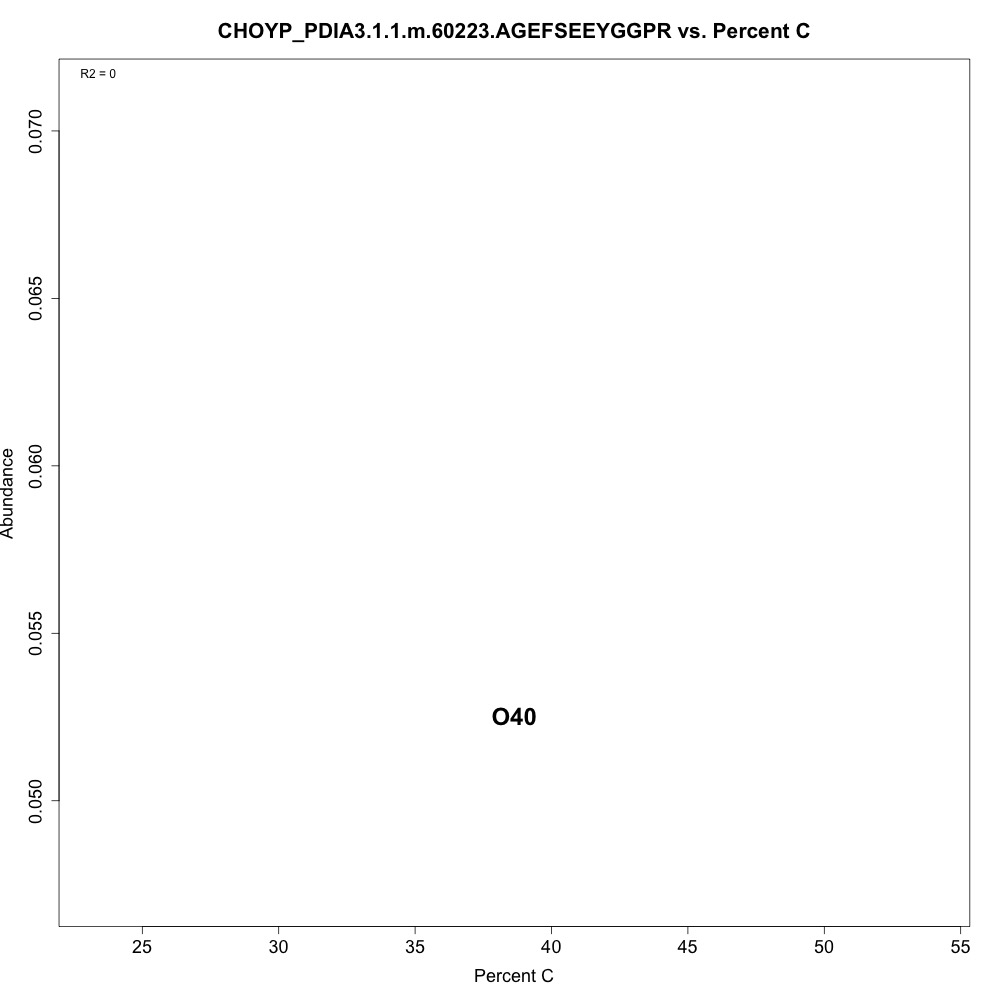 CHOYP_PDIA3.1.1.m.60223.AGEFSEEYGGPR vs. Percent C
R2 = 0
0.070
0.065
0.060
0.055
0.050
Abundance
O40
25 30 35 40 45 50 55
Percent C